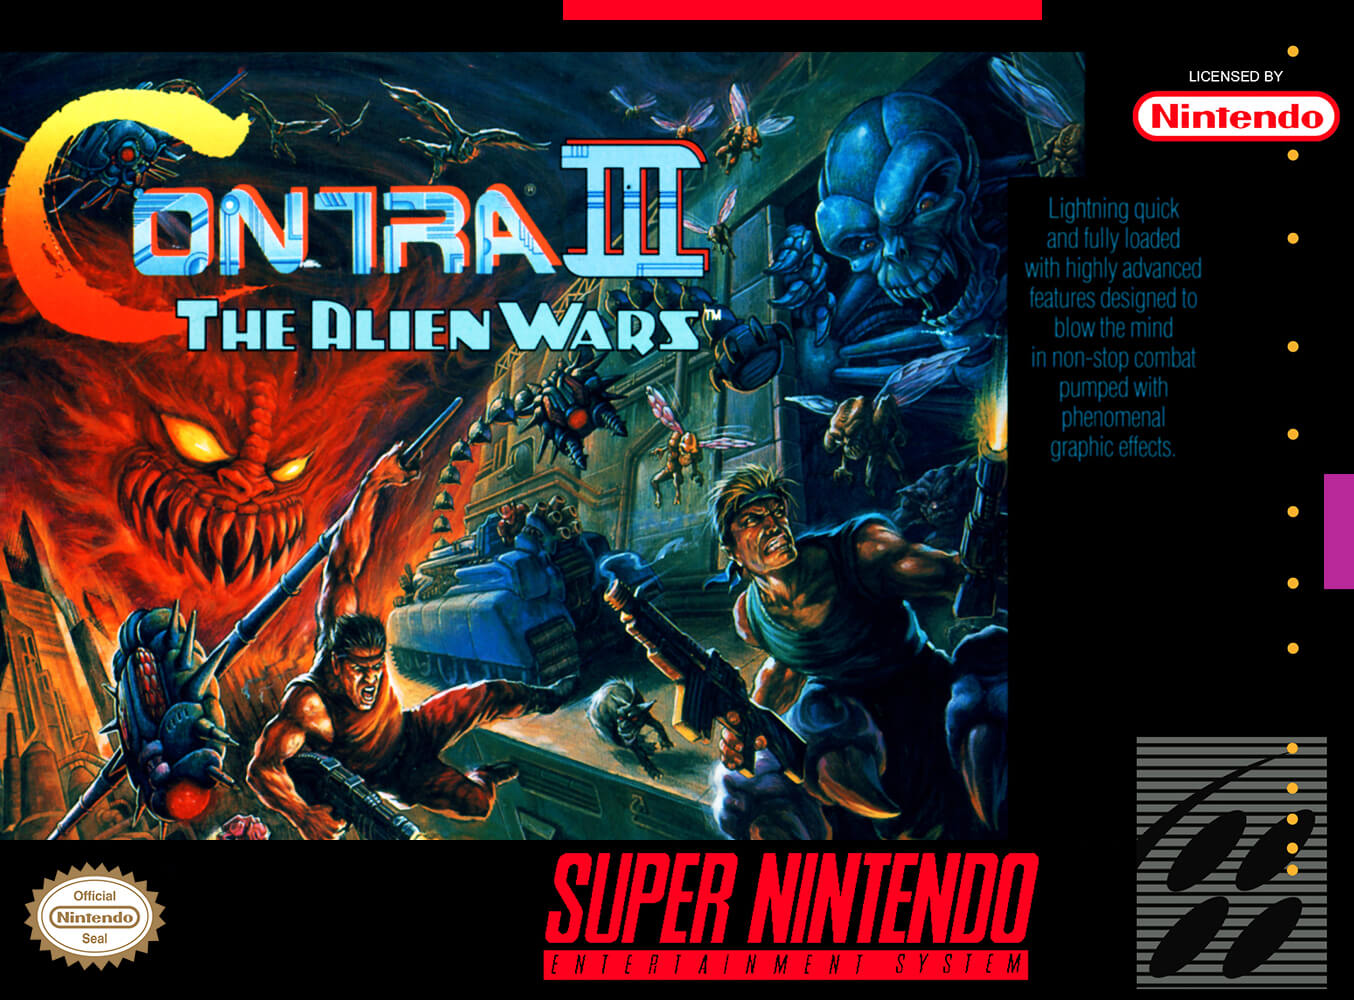 LICENSED BY
Nintendo
CONTRA® III
THE ALIEN WARS™
Lightning quick
and fully loaded
with highly advanced
features designed to
blow the mind
in non-stop combat
pumped with
phenomenal
graphic effects.
Official
Nintendo
Seal
SUPER NINTENDO
ENTERTAINMENT SYSTEM